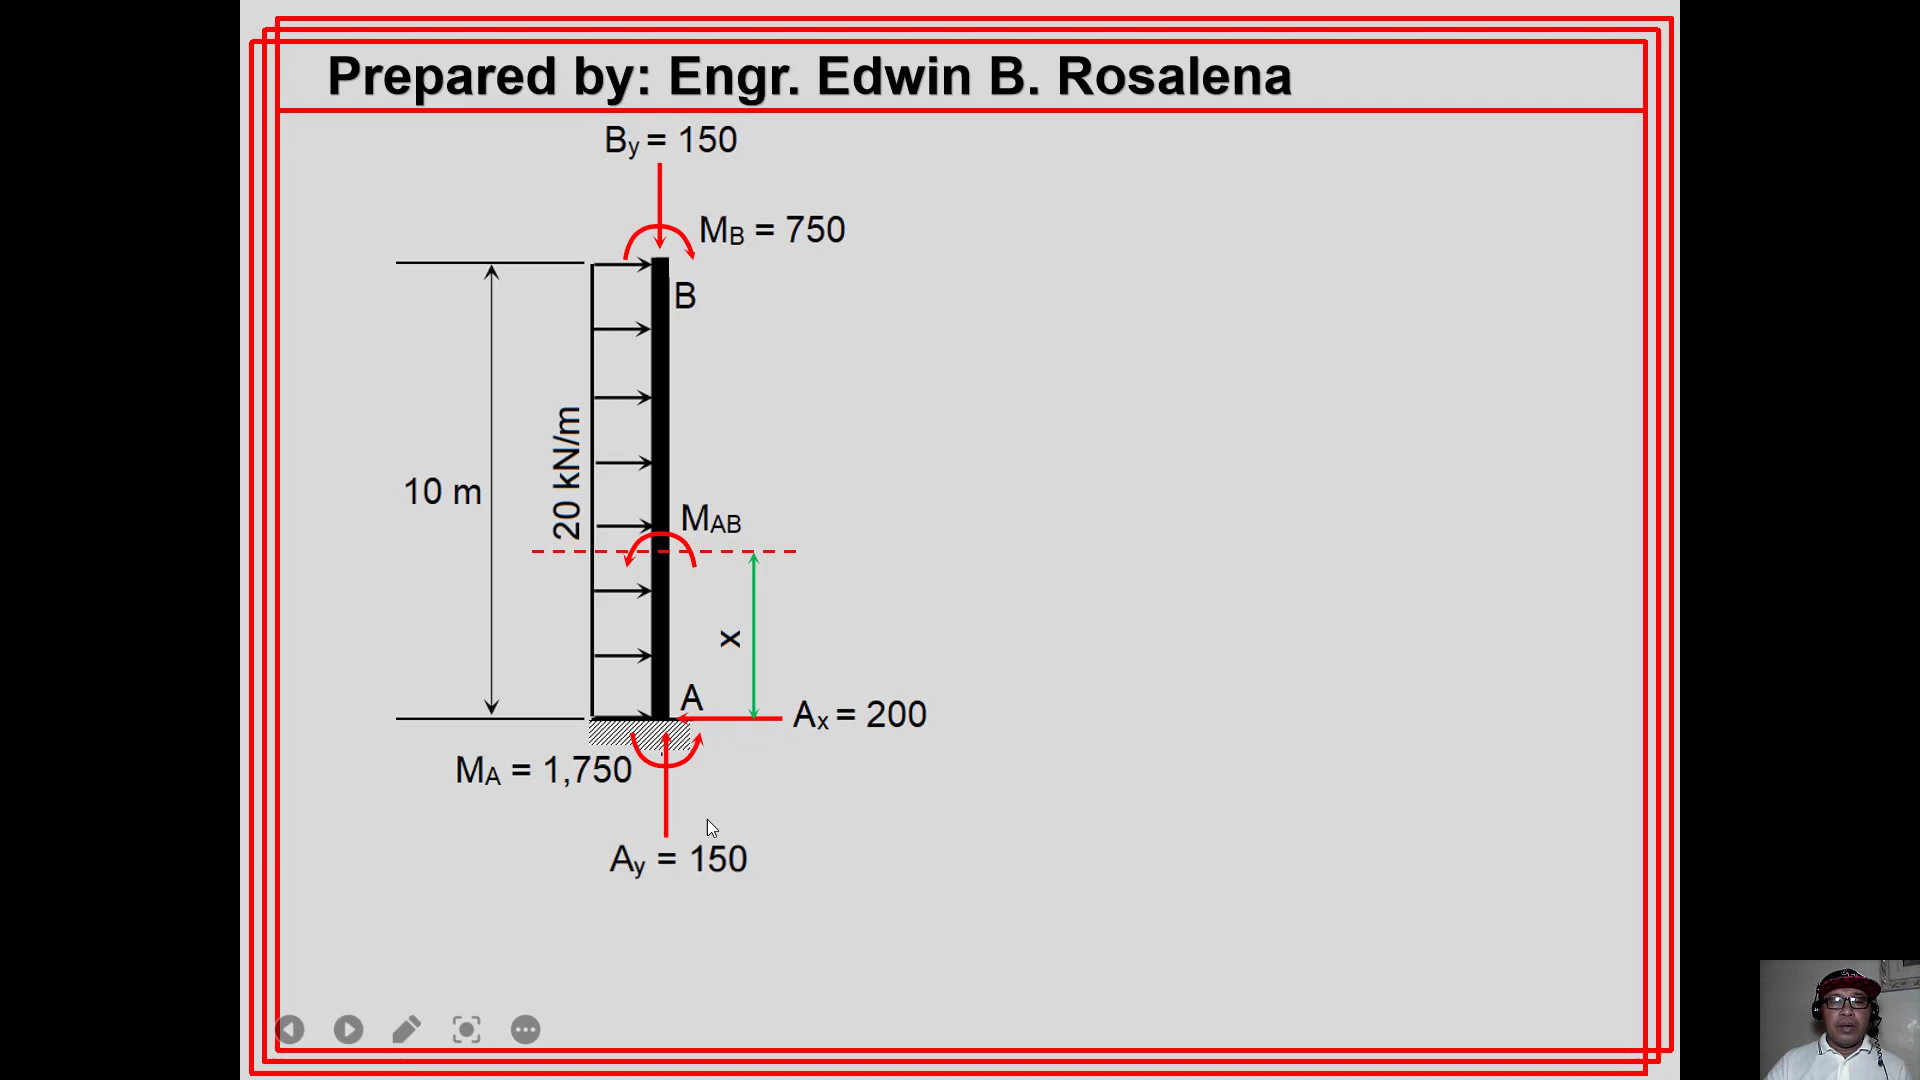 Prepared by: Engr. Edwin B. Rosalena
By = 150
MB = 750
B
20 kN/m
10 m
MAB
x
A
Ax = 200
MA = 1,750
Ay = 150